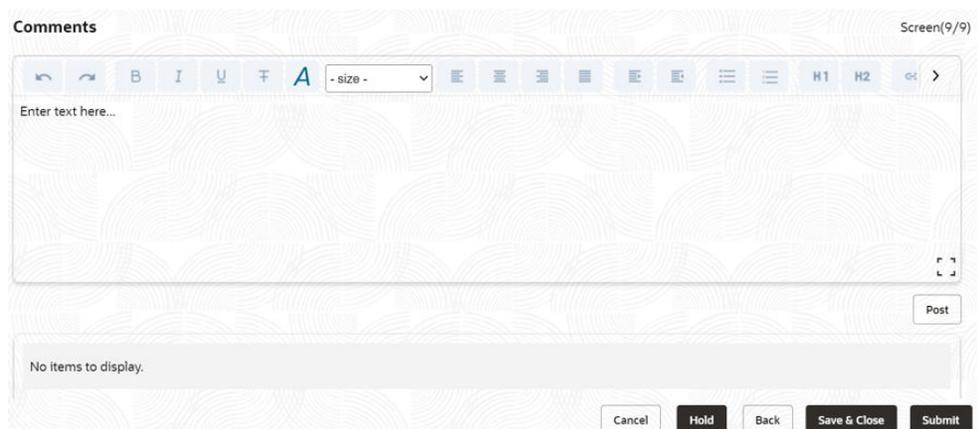 Comments Screen(9/9)
B I U T A - size - H1 H2
Enter text here...
Post
No items to display.
Cancel Hold Back Save & Close Submit